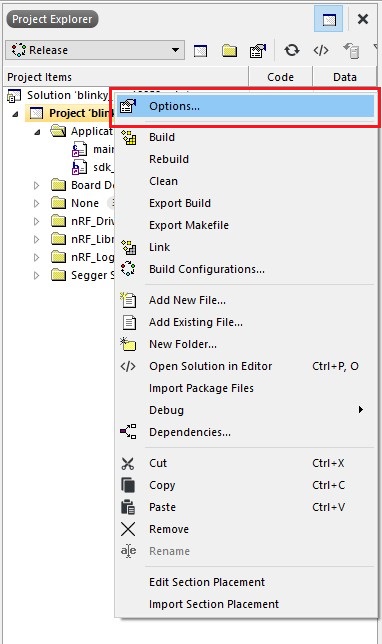 Project Explorer
Release
Project Items Code Data
Solution 'blinky_
Project 'blin
Options...
Applicat
main
sdk_
Board De
None
nRF_Driv
nRF_Libr
nRF_Log
Segger S
Build
Rebuild
Clean
Export Build
Export Makefile
Link
Build Configurations...
Add New File...
Add Existing File...
New Folder...
Open Solution in Editor Ctrl+P, O
Import Package Files
Debug
Dependencies...
Cut Ctrl+X
Copy Ctrl+C
Paste Ctrl+V
Remove
Rename
Edit Section Placement
Import Section Placement